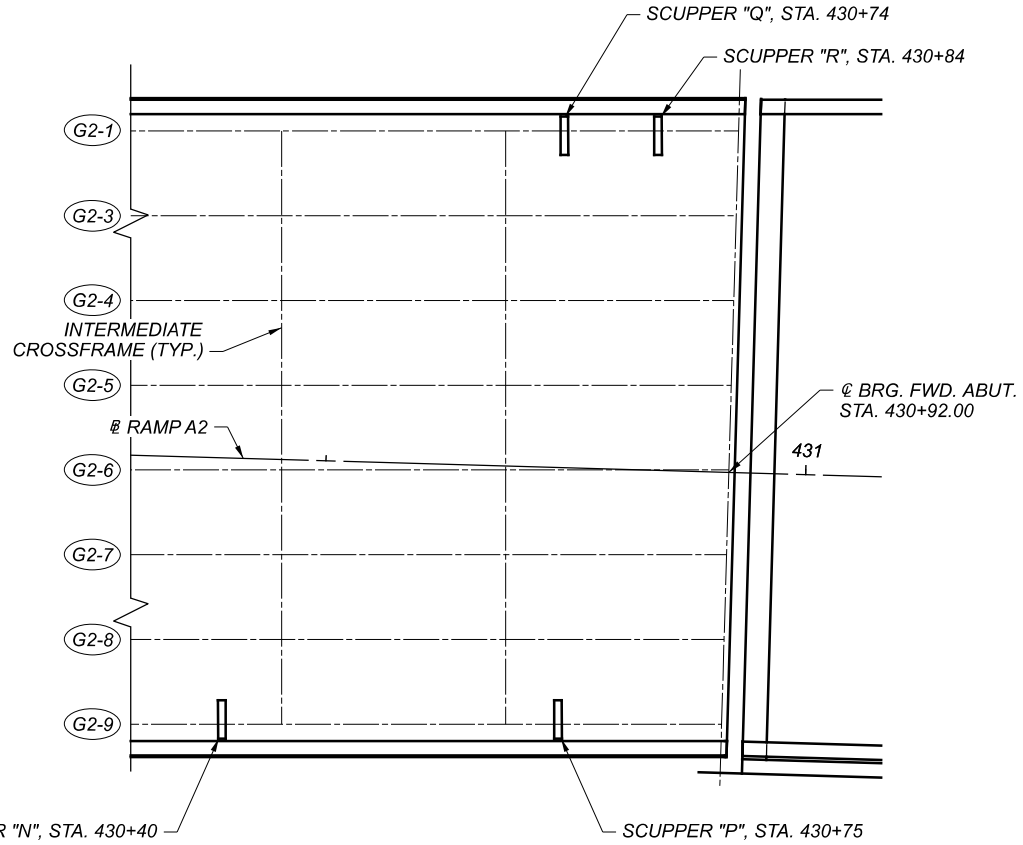 SCUPPER "Q", STA. 430+74
SCUPPER "R", STA. 430+84
G2-1
G2-3
G2-4
INTERMEDIATE
CROSSFRAME (TYP.)
G2-5
℄ BRG. FWD. ABUT.
STA. 430+92.00
RAMP A2
431
G2-6
G2-7
G2-8
G2-9
R "N", STA. 430+40
SCUPPER "P", STA. 430+75